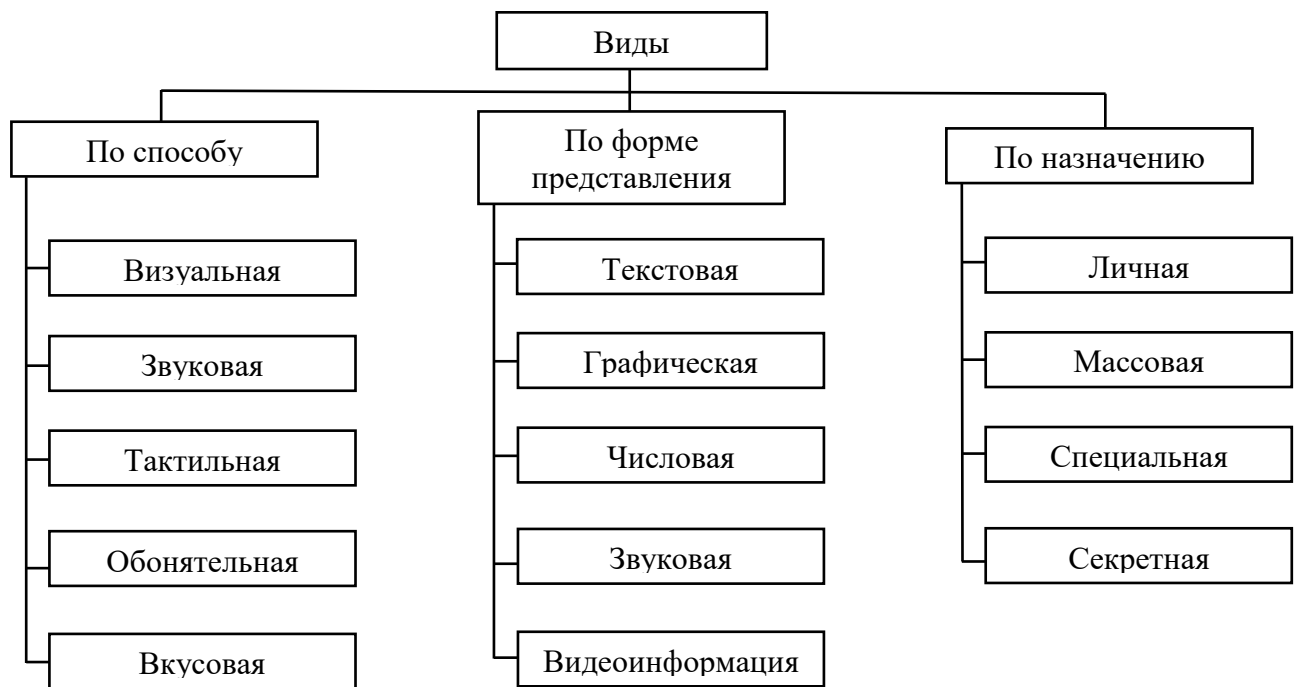 Виды
По способу
По форме
представления
По назначению
Визуальная
Звуковая
Тактильная
Обонятельная
Вкусовая
Текстовая
Графическая
Числовая
Звуковая
Видеоинформация
Личная
Массовая
Специальная
Секретная